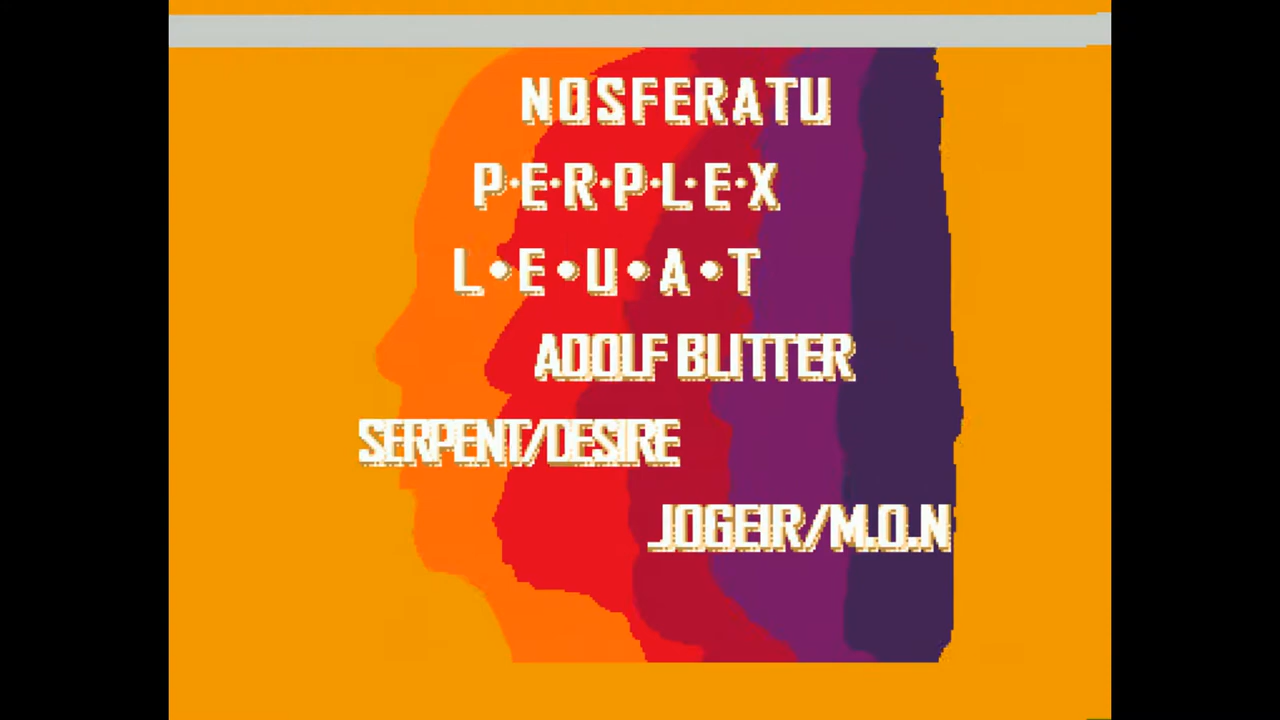 NOSFERATU
P·E·R·P·L·E·X
L•E•U•A•T
ADOLF BLITTER
SERPENT/DESIRE
JOGEIR/M.O.N